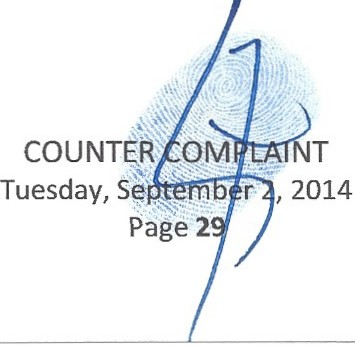 COUNTER COMPLAINT
Tuesday, September 2, 2014
Page 29